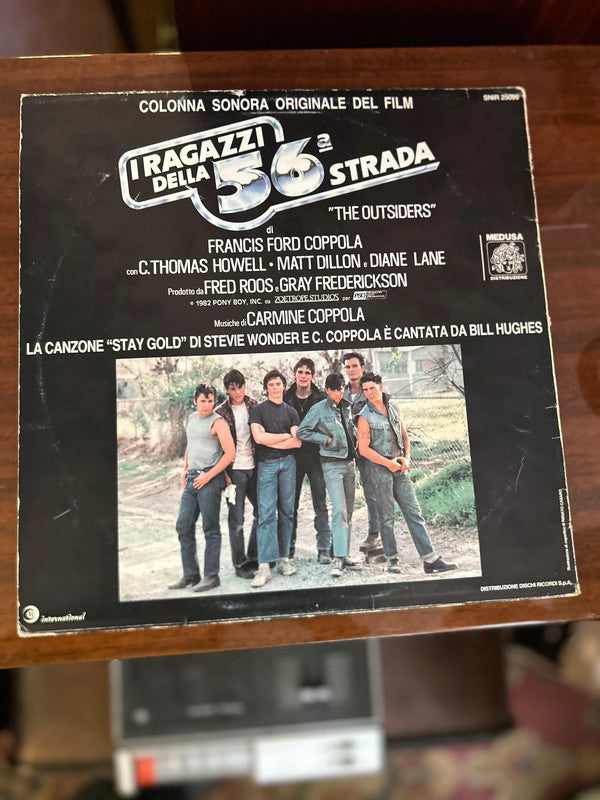 COLONNA SONORA ORIGINALE DEL FILM
SNIR 25099
I RAGAZZI
DELLA 56ª STRADA
"THE OUTSIDERS"
di
FRANCIS FORD COPPOLA
con C. THOMAS HOWELL • MATT DILLON e DIANE LANE
Prodotto da FRED ROOS e GRAY FREDERICKSON
© 1982 PONY BOY, INC. da ZOETROPE STUDIOS per
Musiche di CARMINE COPPOLA
MEDUSA
DISTRIBUZIONE
LA CANZONE "STAY GOLD" DI STEVIE WONDER E C. COPPOLA È CANTATA DA BILL HUGHES
international
DISTRIBUZIONE DISCHI RICORDI S.p.A.